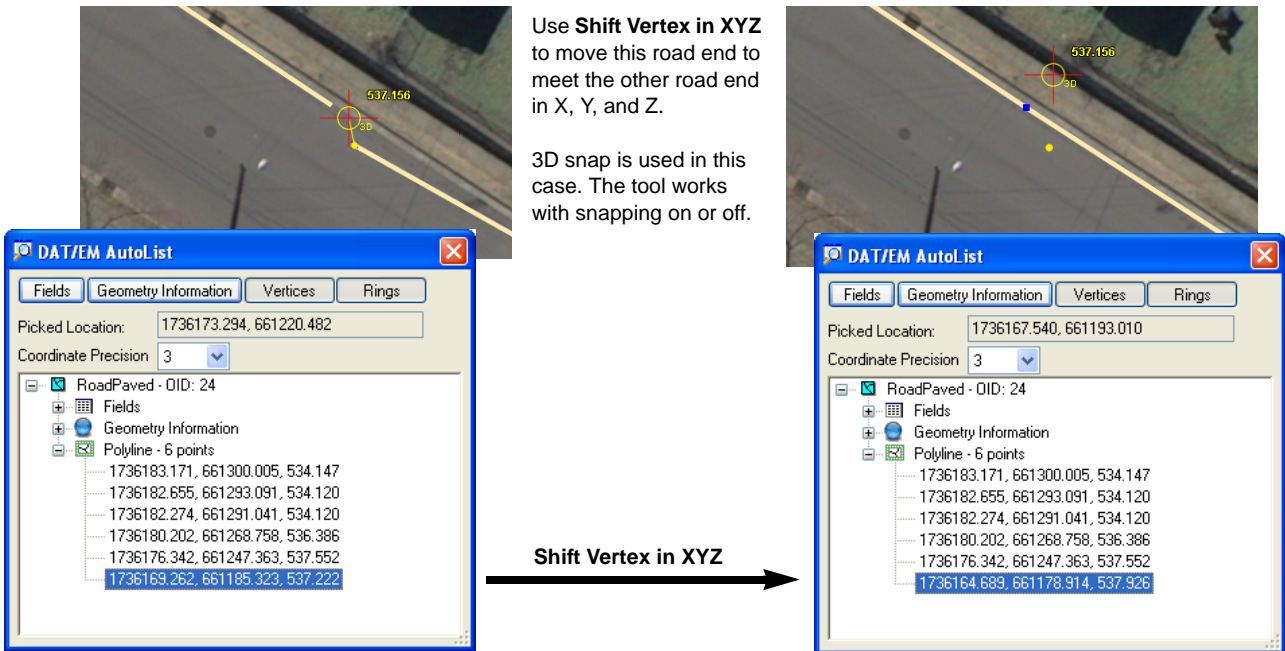 537.156
3D
Use Shift Vertex in XYZ
to move this road end to
meet the other road end
in X, Y, and Z.
3D snap is used in this
case. The tool works
with snapping on or off.
537.156
3D
DAT/EM AutoList
Fields Geometry Information Vertices Rings
Picked Location: 1736173.294, 661220.482
Coordinate Precision 3
RoadPaved - OID: 24
Fields
Geometry Information
Polyline - 6 points
1736183.171, 661300.005, 534.147
1736182.655, 661293.091, 534.120
1736182.274, 661291.041, 534.120
1736180.202, 661268.758, 536.386
1736176.342, 661247.363, 537.552
1736169.262, 661185.323, 537.222
Shift Vertex in XYZ
DAT/EM AutoList
Fields Geometry Information Vertices Rings
Picked Location: 1736167.540, 661193.010
Coordinate Precision 3
RoadPaved - OID: 24
Fields
Geometry Information
Polyline - 6 points
1736183.171, 661300.005, 534.147
1736182.655, 661293.091, 534.120
1736182.274, 661291.041, 534.120
1736180.202, 661268.758, 536.386
1736176.342, 661247.363, 537.552
1736164.689, 661178.914, 537.926